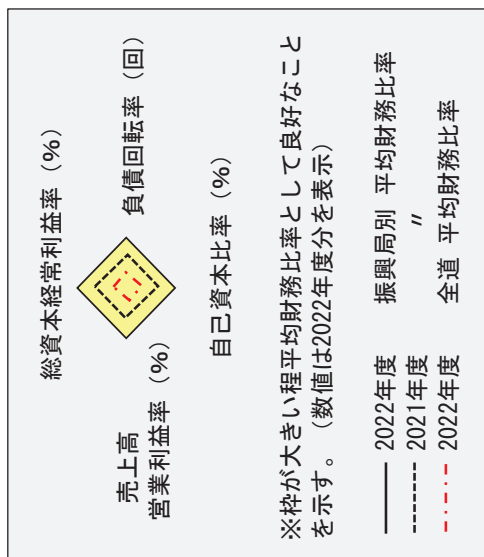 総資本経常利益率(%)
売上高
営業利益率(%)
負債回転率(回)
自己資本比率(%)
※枠が大きい程平均財務比率として良好なこと
を示す。(数値は2022年度分を表示)
2022年度 振興局別 平均財務比率
2021年度 〃
2022年度 全道 平均財務比率